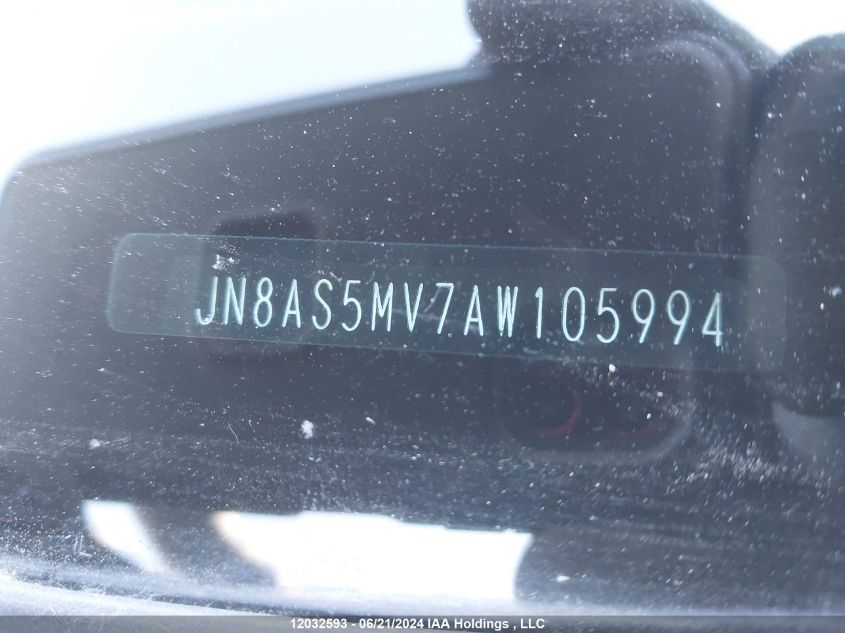 JN8AS5MV7AW105994
12032593 - 06/21/2024 IAA Holdings , LLC